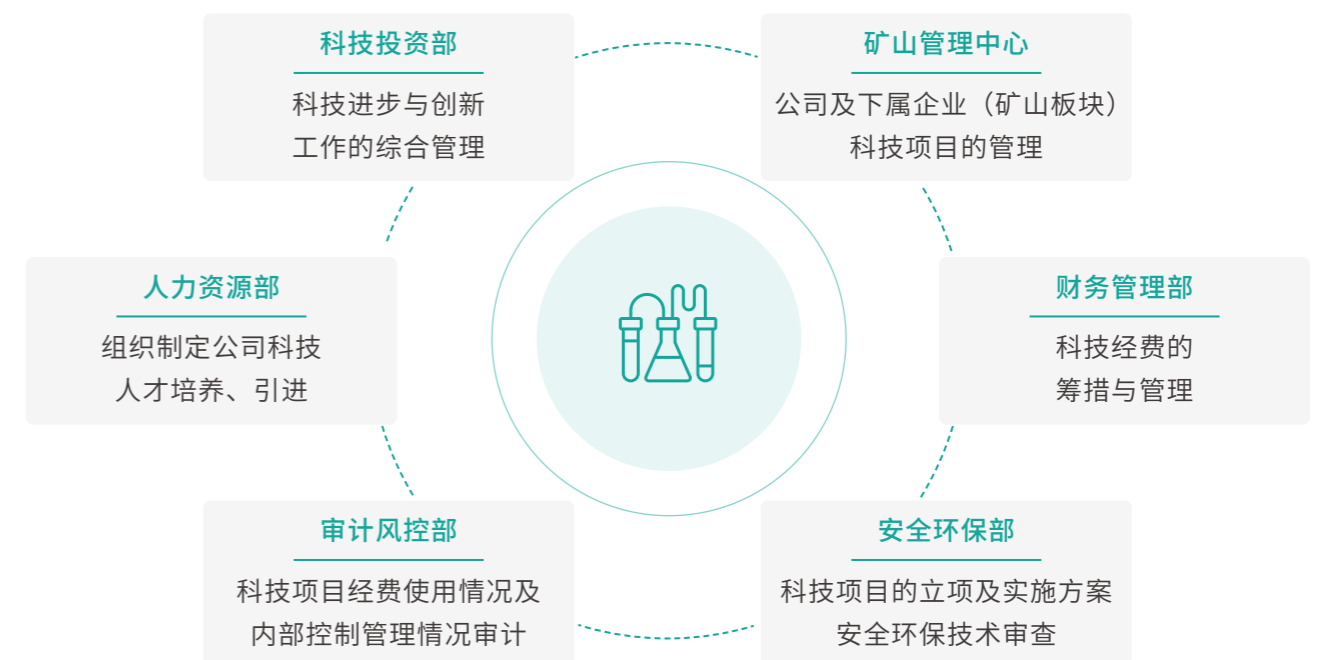 科技投资部
科技进步与创新
工作的综合管理
矿山管理中心
公司及下属企业（矿山板块）
科技项目的管理
人力资源部
组织制定公司科技
人才培养、引进
财务管理部
科技经费的
筹措与管理
审计风控部
科技项目经费使用情况及
内部控制管理情况审计
安全环保部
科技项目的立项及实施方案
安全环保技术审查